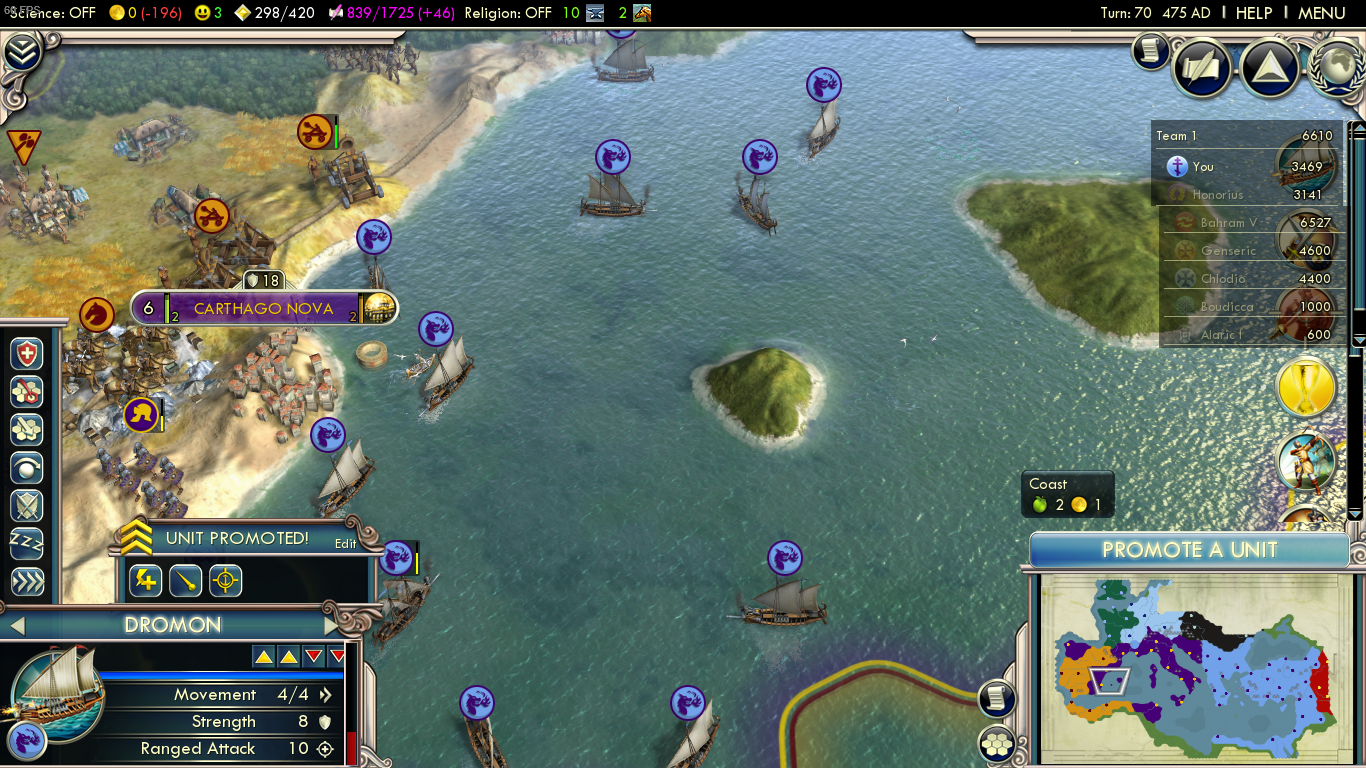 60 FPS
Science: OFF 0 (-196) 3 298/420 839/1725 (+46) Religion: OFF 10 2 Turn: 70 475 AD | HELP | MENU
Team 1 6610
You 3469
Honorius 3141
Bahram V 6527
Genseric 4600
Chlodio 4400
Boudicca 1000
Alaric I 600
18
6 2 CARTHAGO NOVA 2
Coast
2 1
UNIT PROMOTED! Edit
PROMOTE A UNIT
DROMON
Movement 4/4
Strength 8
Ranged Attack 10